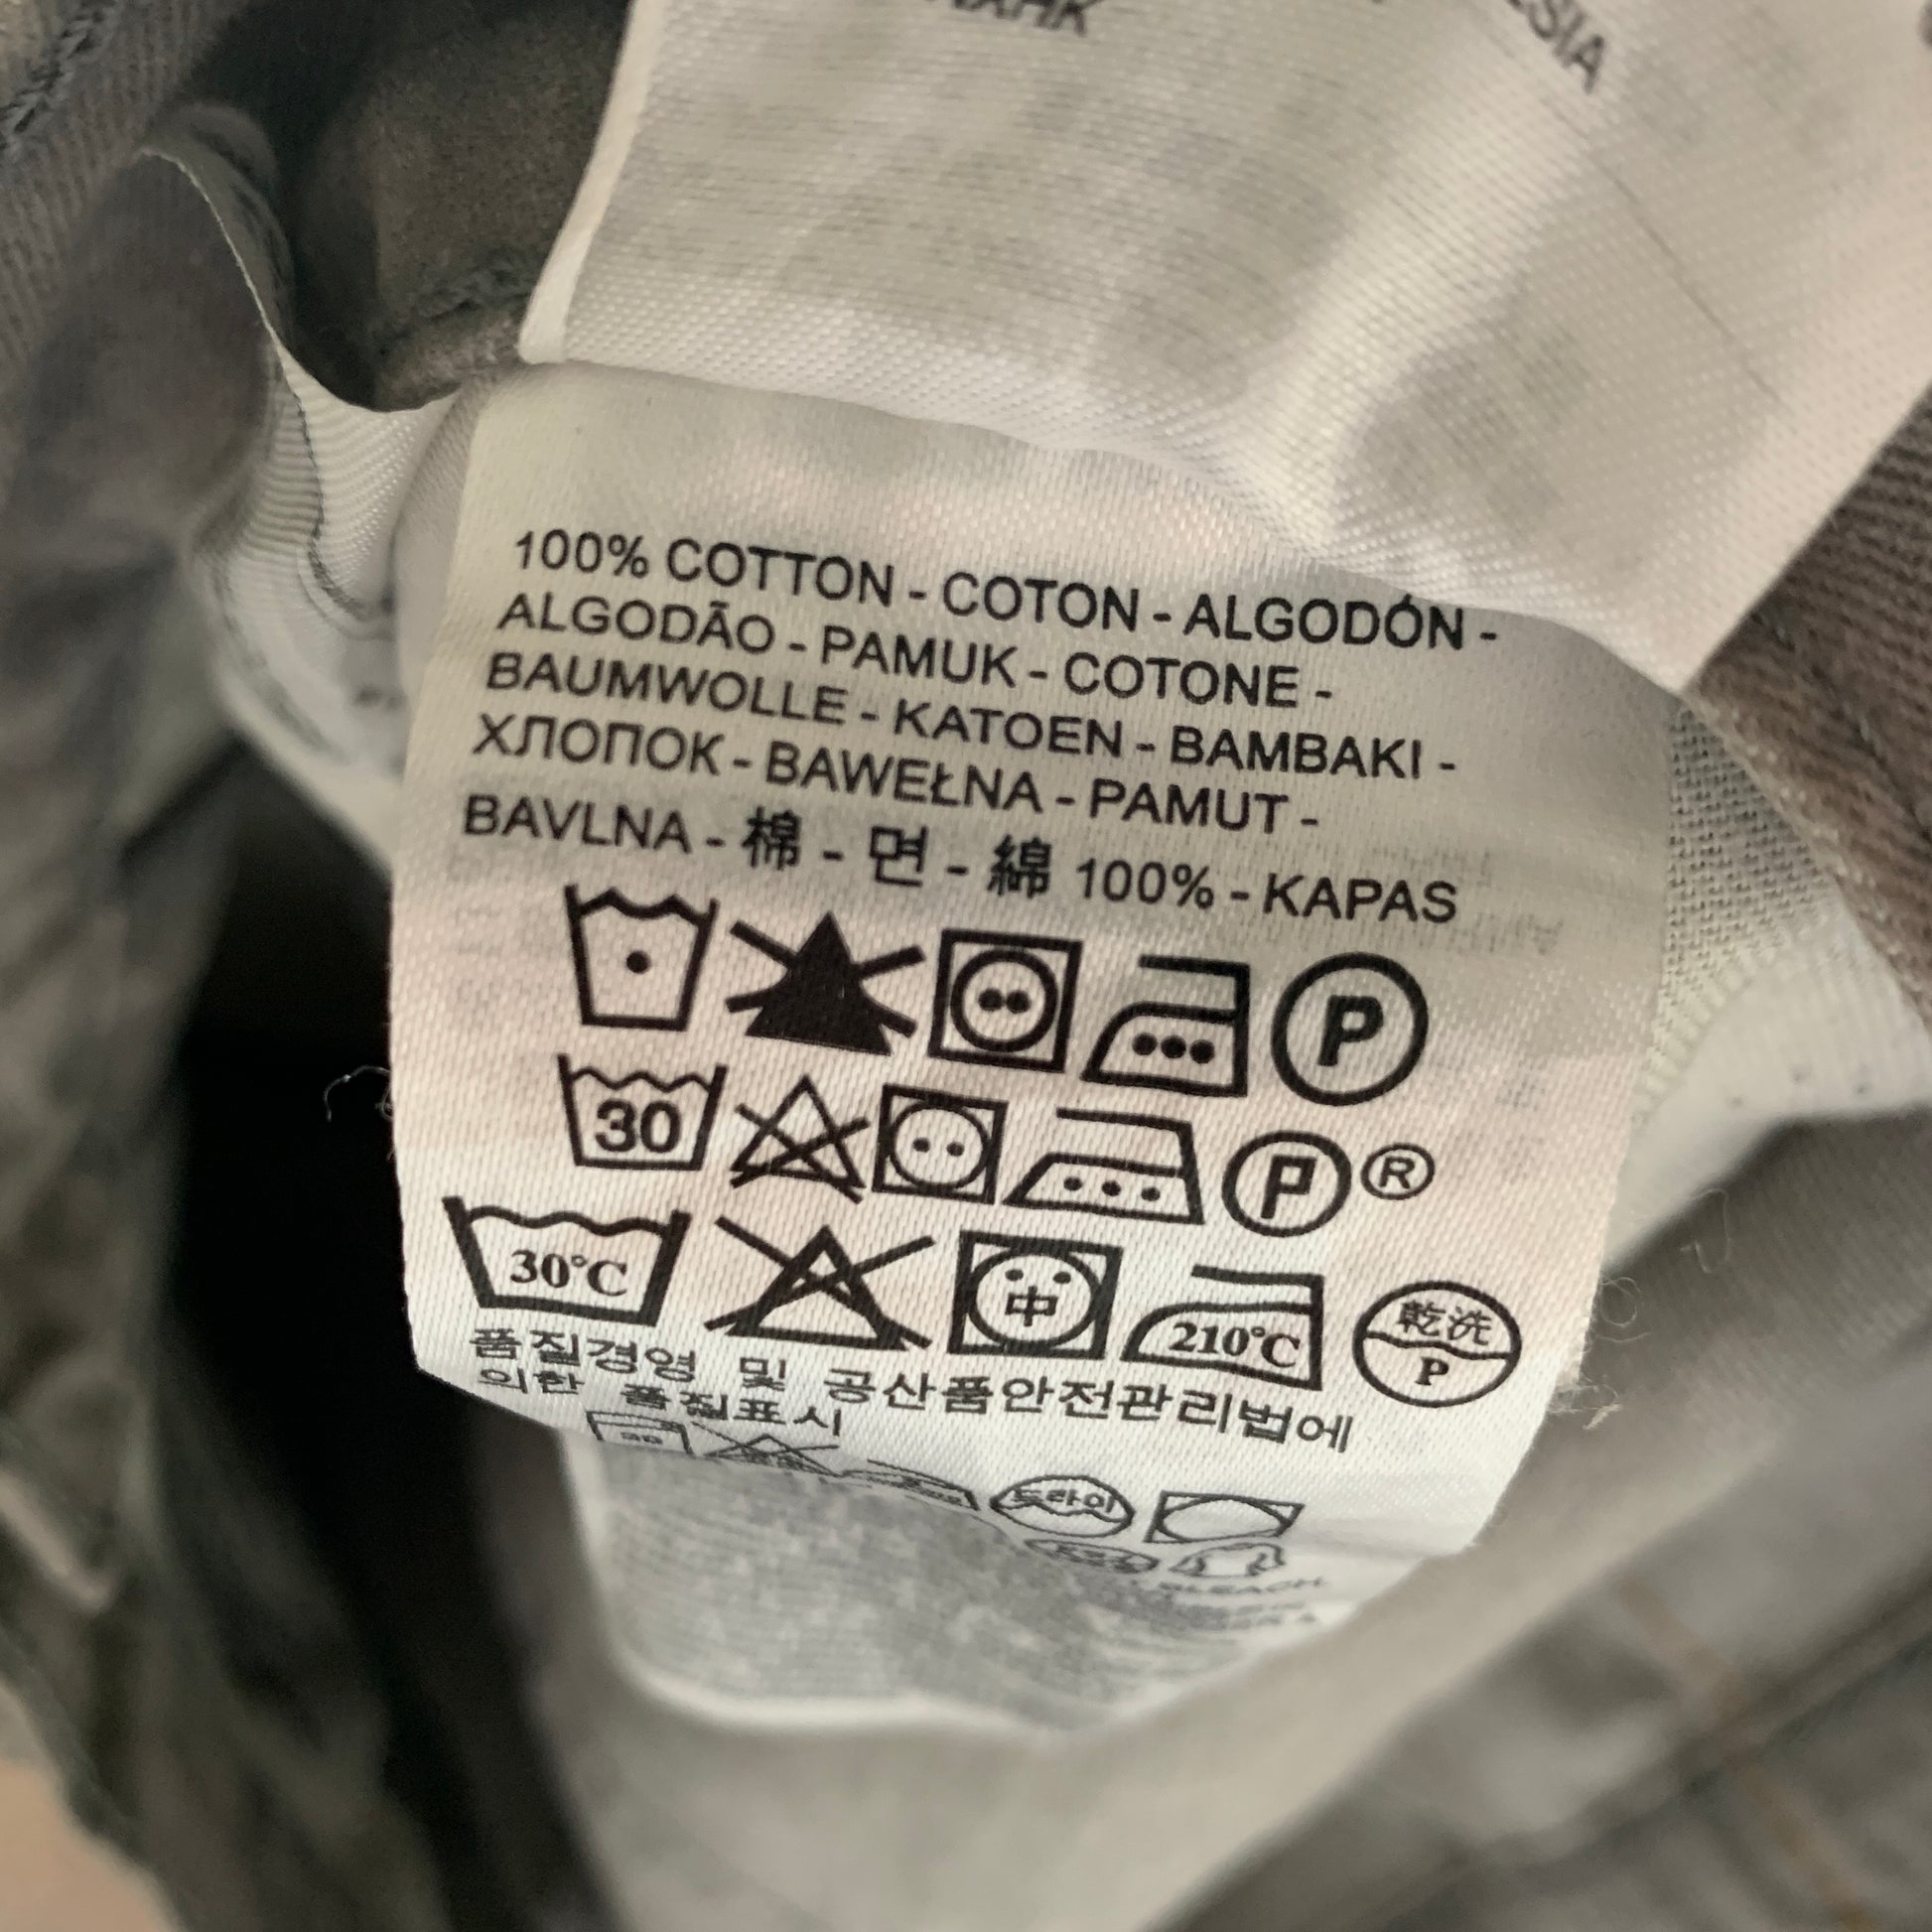 100% COTTON - COTON - ALGODÓN -
ALGODÃO - PAMUK - COTONE -
BAUMWOLLE - KATOEN - BAMBAKI -
ХЛОПОК - BAWEŁNA - PAMUT -
BAVLNA - 棉 - 면 - 綿 100% - KAPAS
P
30 P ®
30°C 中 210°C 乾洗 P
품질경영 및 공산품안전관리법에
의한 품질표시
30 드라이
BLEACH